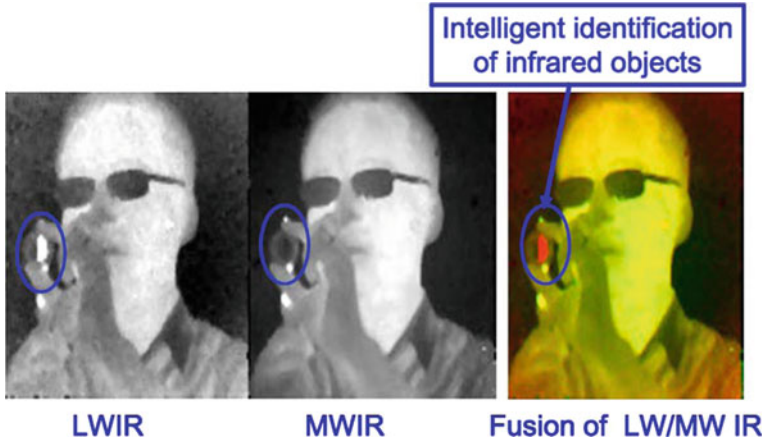 Intelligent identification
of infrared objects
LWIR
MWIR
Fusion of LW/MW IR